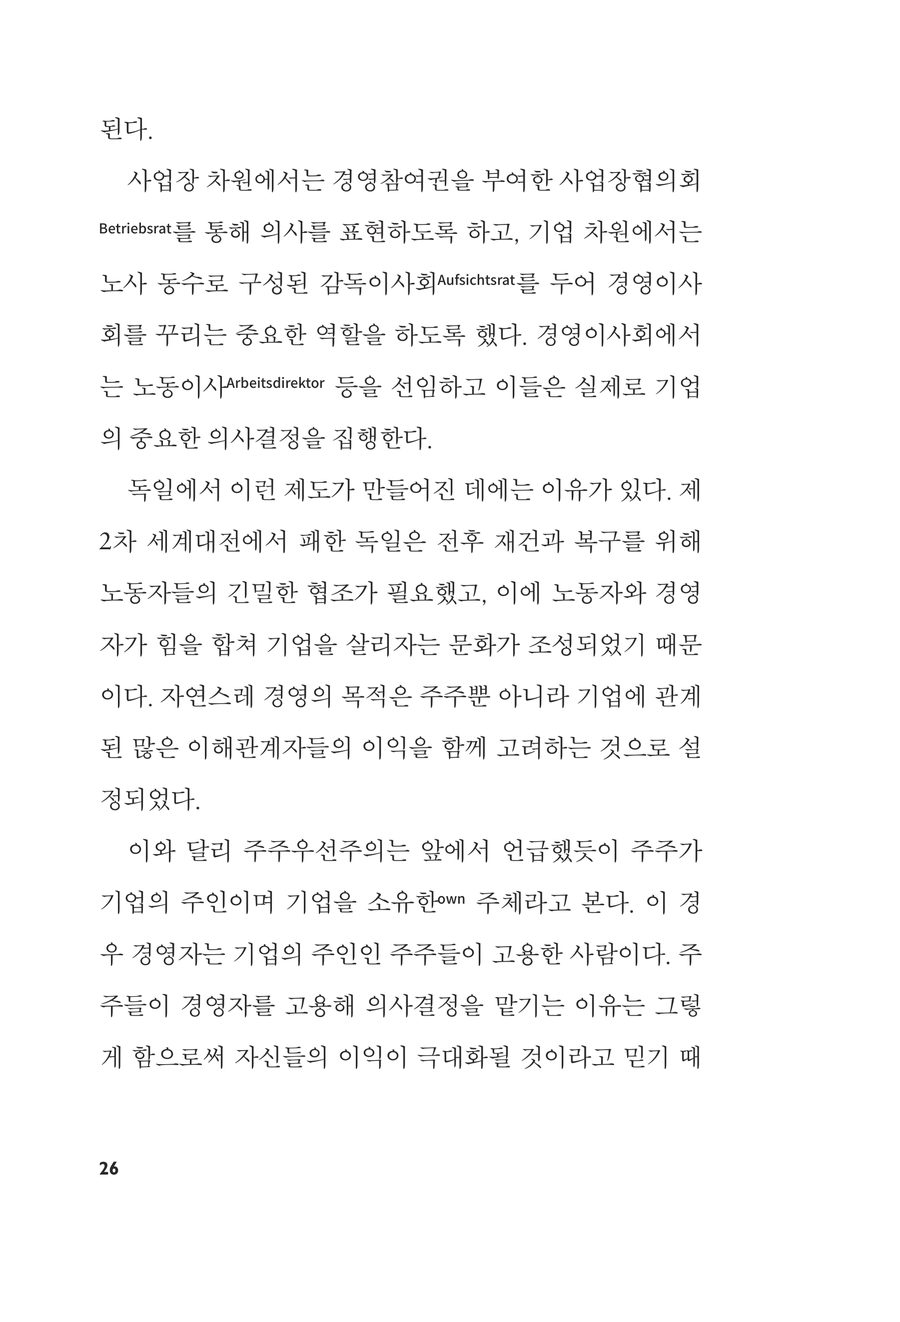 된다.
사업장 차원에서는 경영참여권을 부여한 사업장협의회
Betriebsrat를 통해 의사를 표현하도록 하고, 기업 차원에서는
노사 동수로 구성된 감독이사회Aufsichtsrat를 두어 경영이사
회를 꾸리는 중요한 역할을 하도록 했다. 경영이사회에서
는 노동이사Arbeitsdirektor 등을 선임하고 이들은 실제로 기업
의 중요한 의사결정을 집행한다.
독일에서 이런 제도가 만들어진 데에는 이유가 있다. 제
2차 세계대전에서 패한 독일은 전후 재건과 복구를 위해
노동자들의 긴밀한 협조가 필요했고, 이에 노동자와 경영
자가 힘을 합쳐 기업을 살리자는 문화가 조성되었기 때문
이다. 자연스레 경영의 목적은 주주뿐 아니라 기업에 관계
된 많은 이해관계자들의 이익을 함께 고려하는 것으로 설
정되었다.
이와 달리 주주우선주의는 앞에서 언급했듯이 주주가
기업의 주인이며 기업을 소유한own 주체라고 본다. 이 경
우 경영자는 기업의 주인인 주주들이 고용한 사람이다. 주
주들이 경영자를 고용해 의사결정을 맡기는 이유는 그렇
게 함으로써 자신들의 이익이 극대화될 것이라고 믿기 때
26